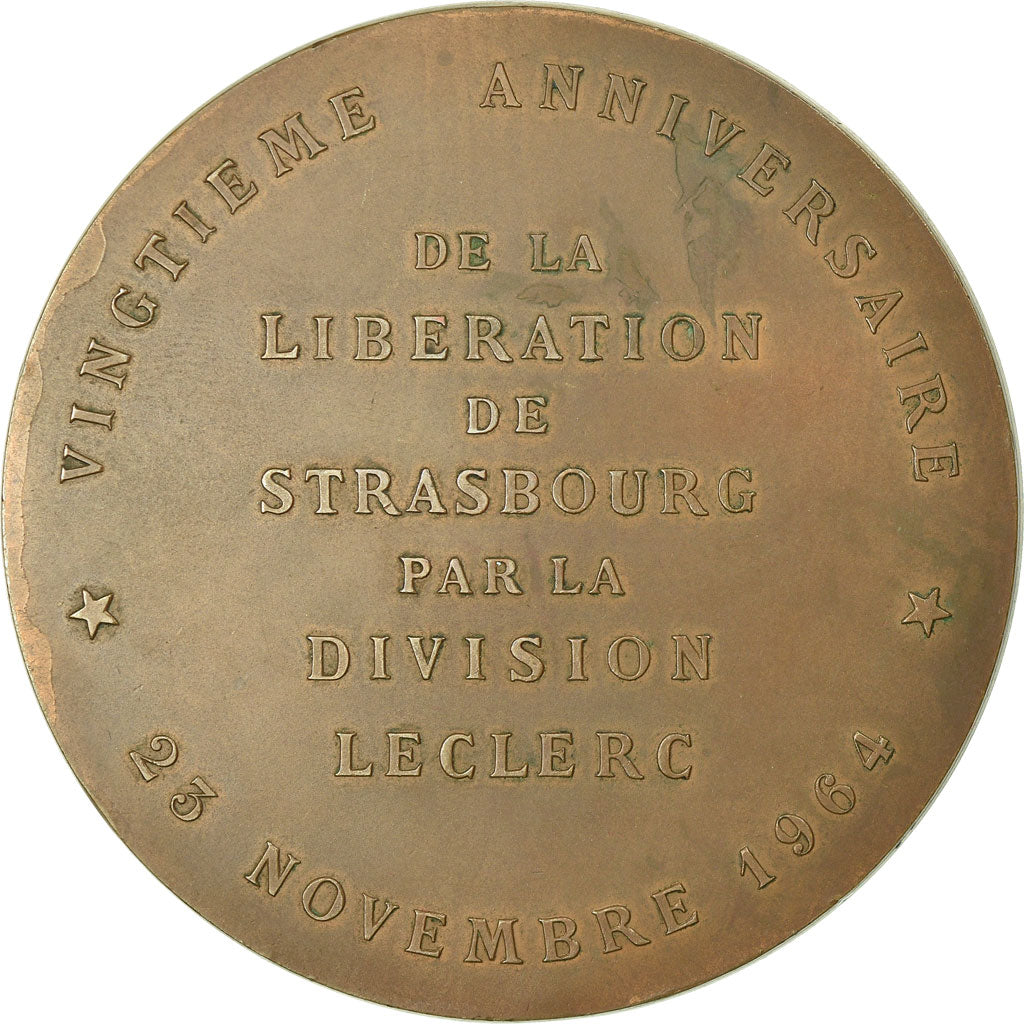 VINGTIEME ANNIVERSAIRE
DE LA
LIBERATION
DE
STRASBOURG
PAR LA
DIVISION
LECLERC
23 NOVEMBRE 1964